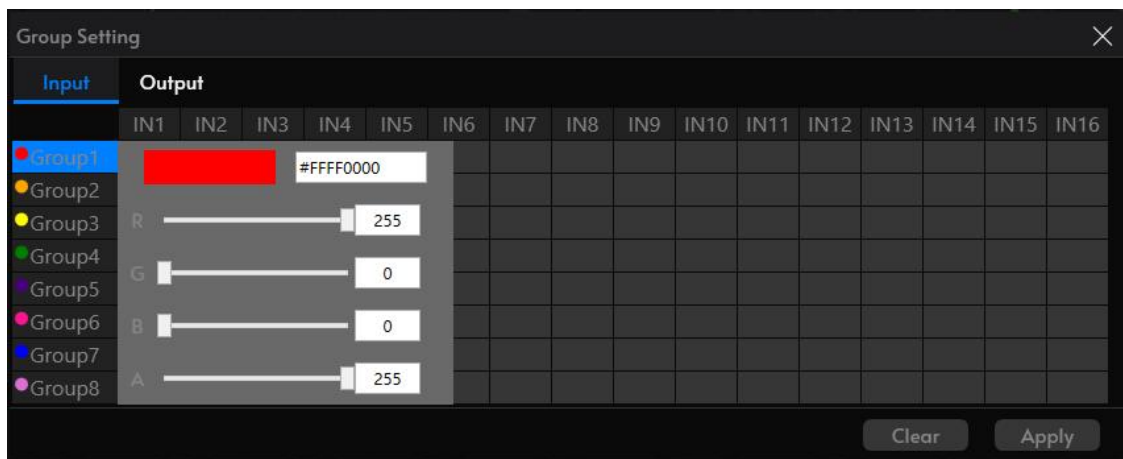 Group Setting
Input Output
IN1 IN2 IN3 IN4 IN5 IN6 IN7 IN8 IN9 IN10 IN11 IN12 IN13 IN14 IN15 IN16
Group1 #FFFF0000
Group2
Group3 R 255
Group4
G 0
Group5
Group6 B 0
Group7
Group8 A 255
Clear Apply